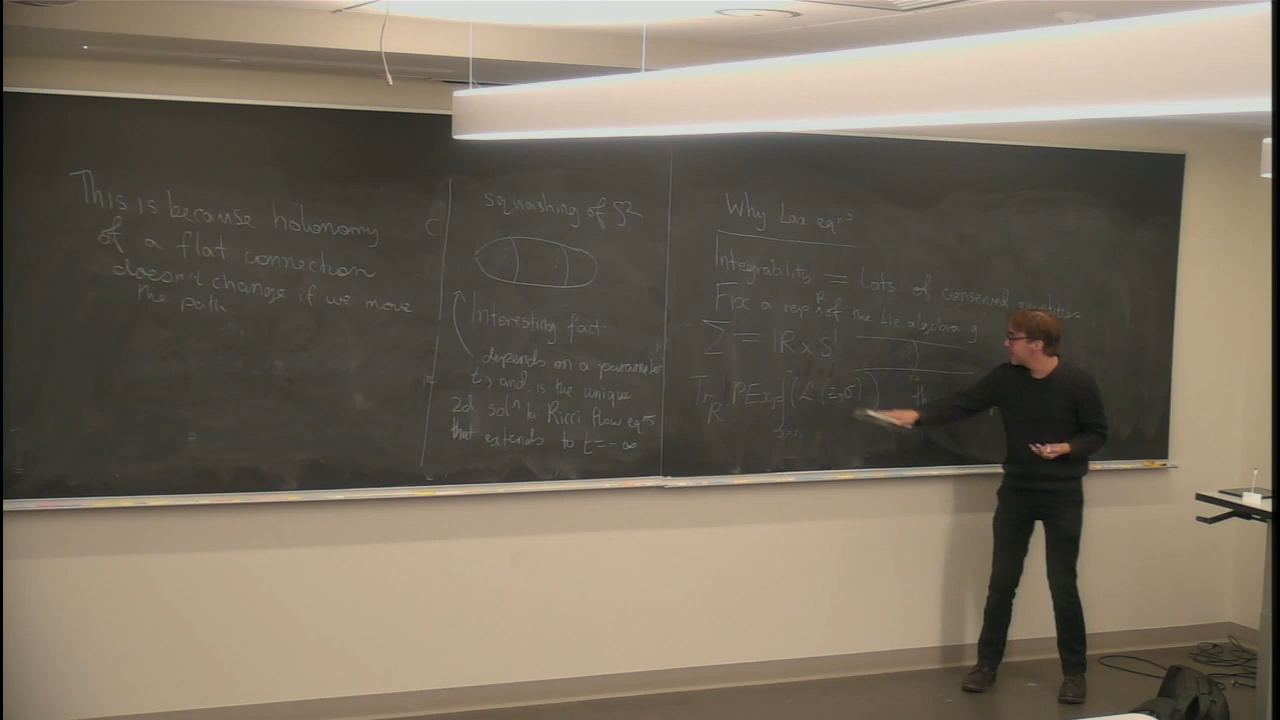 This is because holonomy
of a flat connection
doesn't change if we move
the path
squashing of S²
Interesting fact
depends on a parameter
t, and is the unique
2d solⁿ to Ricci flow eqⁿs
that extends to t = -∞
Why Lax eqⁿ?
Integrability = Lots of conserved quantities
Fix a rep R of the Lie algebra g
Σ = ℝ x S¹
Tr_R PExp ∫ (L (z, σ))